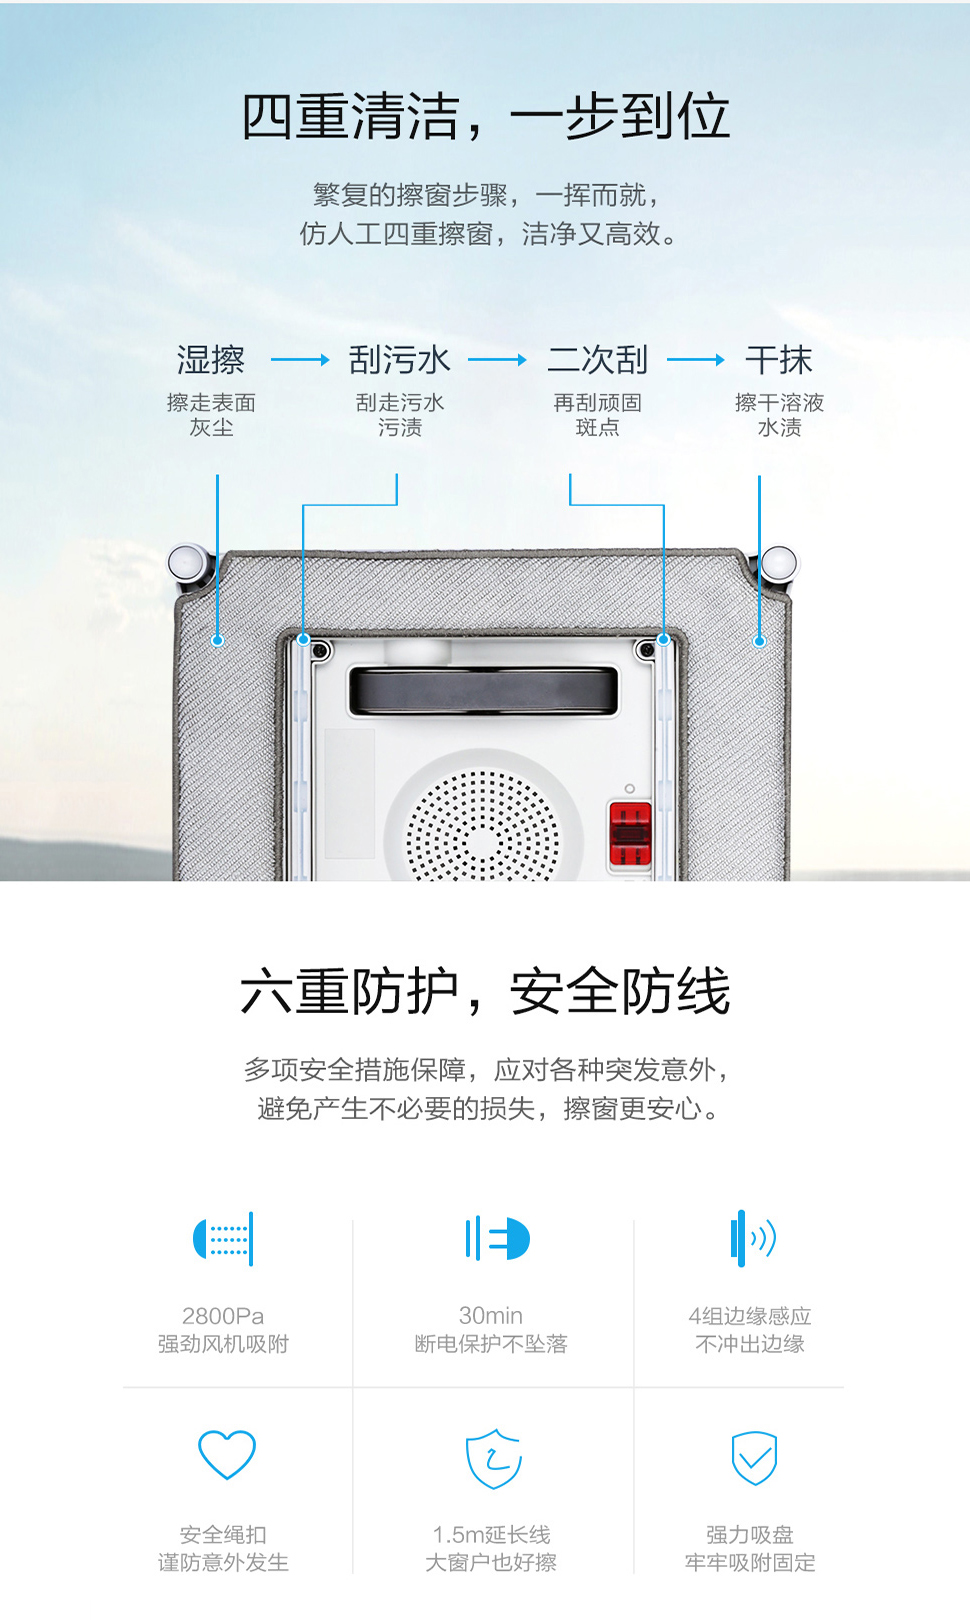 四重清洁，一步到位
繁复的擦窗步骤，一挥而就，
仿人工四重擦窗，洁净又高效。
湿擦
擦走表面
灰尘
刮污水
刮走污水
污渍
二次刮
再刮顽固
斑点
干抹
擦干溶液
水渍
六重防护，安全防线
多项安全措施保障，应对各种突发意外，
避免产生不必要的损失，擦窗更安心。
2800Pa
强劲风机吸附
30min
断电保护不坠落
4组边缘感应
不冲出边缘
安全绳扣
谨防意外发生
1.5m延长线
大窗户也好擦
强力吸盘
牢牢吸附固定